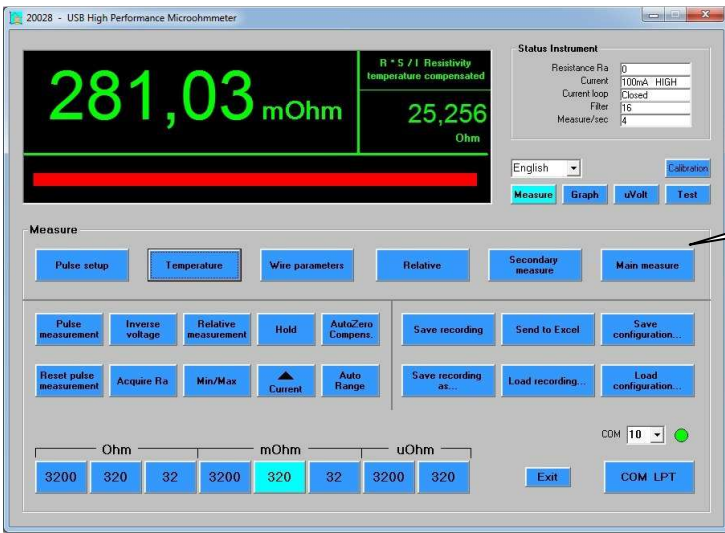 20028 - USB High Performance Microohmmeter
281,03 mOhm
R * S / l Resistivity
temperature compensated
25,256
Ohm
Status Instrument
Resistance Ra 0
Current 100mA HIGH
Current loop Closed
Filter 16
Measure/sec 4
English
Calibration
Measure Graph uVolt Test
Measure
Pulse setup
Temperature
Wire parameters
Relative
Secondary
measure
Main measure
Pulse
measurement
Inverse
voltage
Relative
measurement
Hold
AutoZero
Compens.
Save recording
Send to Excel
Save
configuration...
Reset pulse
measurement
Acquire Ra
Min/Max
Current
Auto
Range
Save recording
as...
Load recording...
Load
configuration...
COM 10
Ohm mOhm uOhm
3200 320 32 3200 320 32 3200 320
Exit
COM LPT